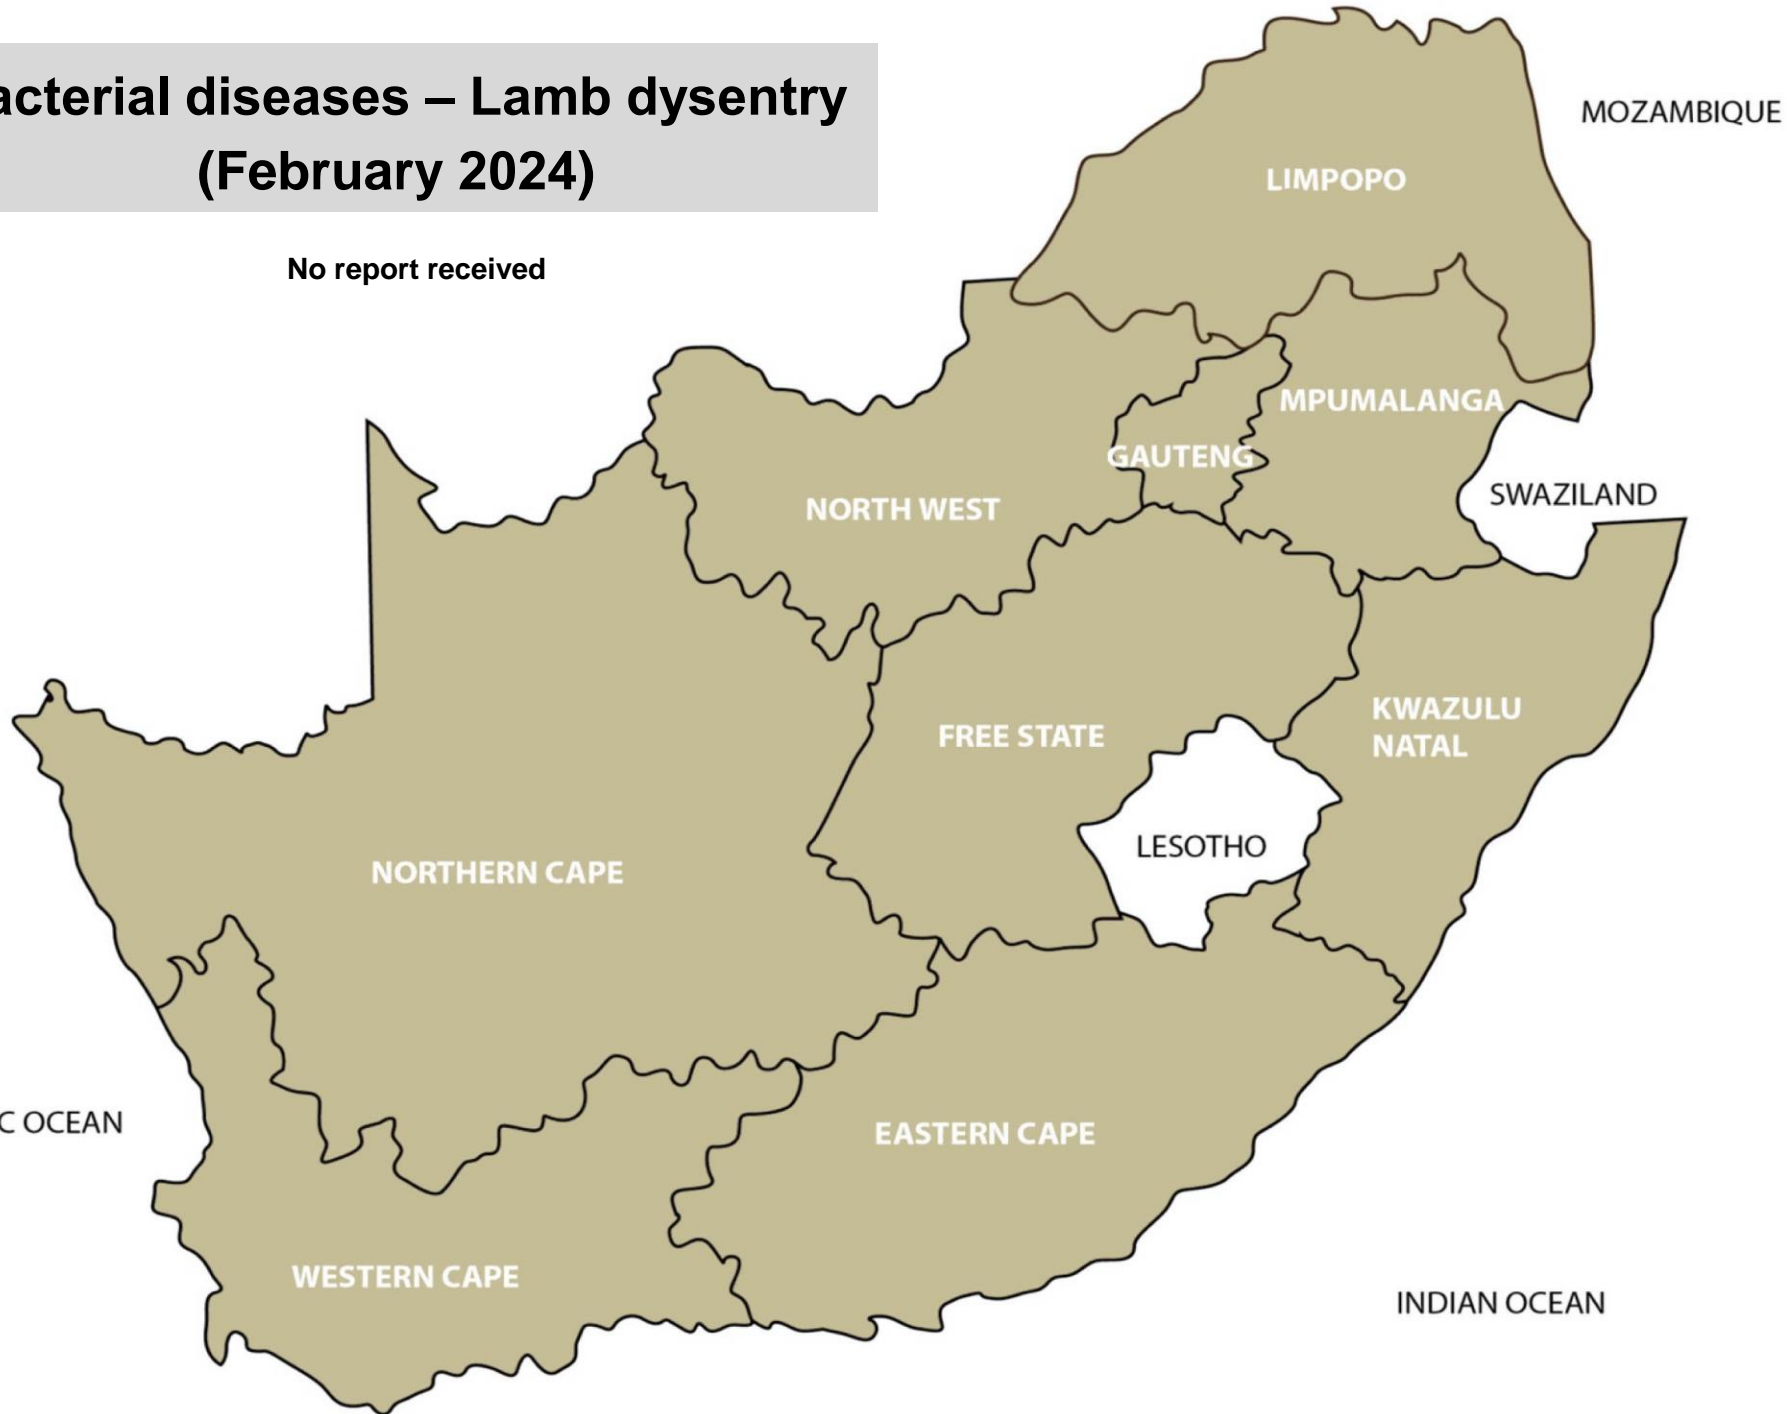 acterial diseases – Lamb dysentry
(February 2024)
No report received
MOZAMBIQUE
LIMPOPO
MPUMALANGA
GAUTENG
SWAZILAND
NORTH WEST
KWAZULU
NATAL
FREE STATE
LESOTHO
NORTHERN CAPE
C OCEAN
EASTERN CAPE
WESTERN CAPE
INDIAN OCEAN